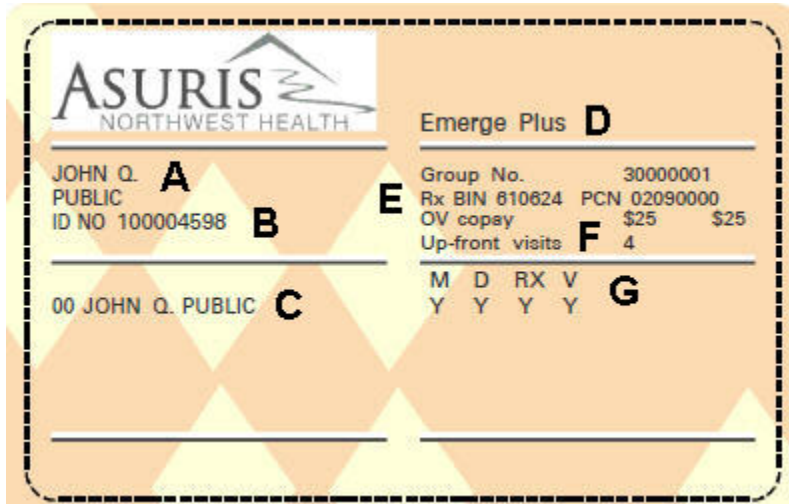 ASURIS
NORTHWEST HEALTH
Emerge Plus D
JOHN Q. A
PUBLIC
ID NO 100004598 B
E
Group No. 30000001
Rx BIN 610624 PCN 02090000
OV copay $25 $25
Up-front visits F 4
00 JOHN Q. PUBLIC C
M D RX V G
Y Y Y Y